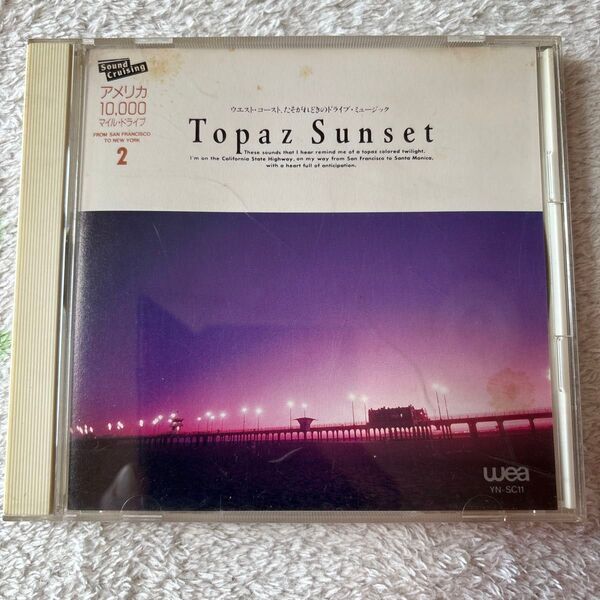 Sound
Cruising
アメリカ
10,000
マイル・ドライブ
FROM SAN FRANCISCO
TO NEW YORK
2
ウエスト・コースト、たそがれどきのドライブ・ミュージック
Topaz Sunset
These sounds that I hear remind me of a topaz colored twilight.
I'm on the California State Highway, on my way from San Francisco to Santa Monica,
with a heart full of anticipation.
wea
YN-SC11